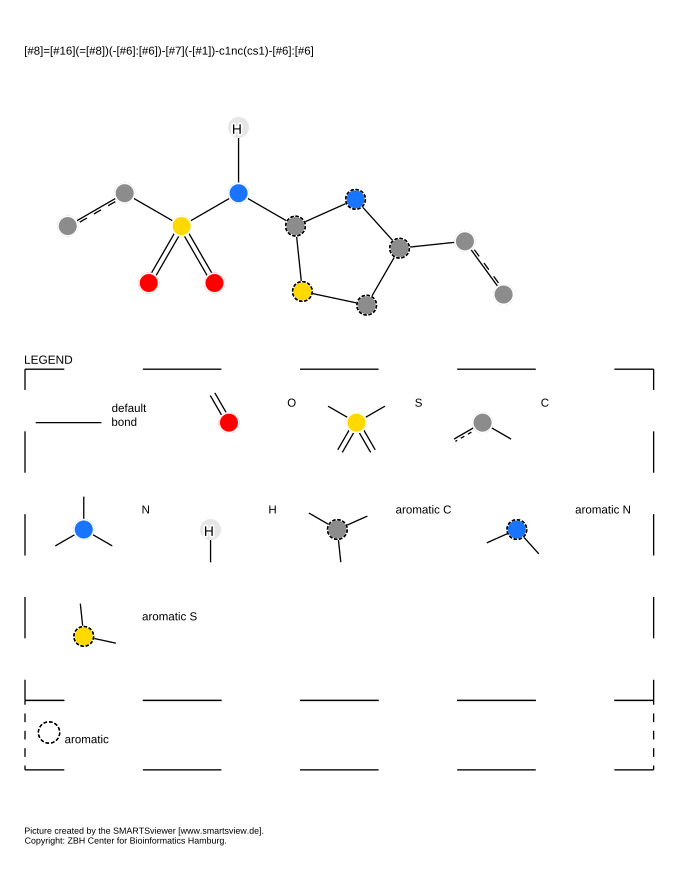 [#8]=[#16](=[#8])(-[#6]:[#6])-[#7](-[#1])-c1nc(cs1)-[#6]:[#6]
H
LEGEND
default
bond
O
S
C
N
H
H
aromatic C
aromatic N
aromatic S
aromatic
Picture created by the SMARTSviewer [www.smartsview.de].
Copyright: ZBH Center for Bioinformatics Hamburg.